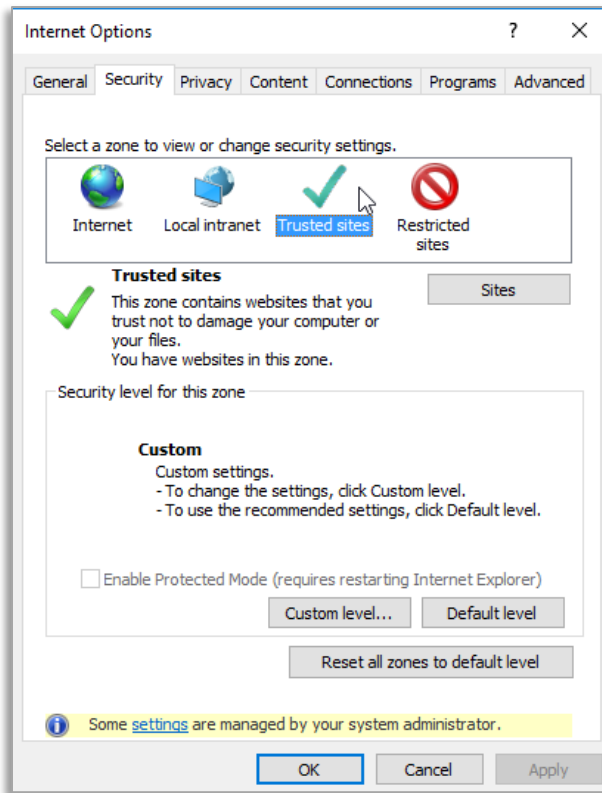 Internet Options ?
General Security Privacy Content Connections Programs Advanced
Select a zone to view or change security settings.
Internet Local intranet Trusted sites Restricted
sites
Trusted sites
Sites
This zone contains websites that you
trust not to damage your computer or
your files.
You have websites in this zone.
Security level for this zone
Custom
Custom settings.
- To change the settings, click Custom level.
- To use the recommended settings, click Default level.
Enable Protected Mode (requires restarting Internet Explorer)
Custom level... Default level
Reset all zones to default level
Some settings are managed by your system administrator.
OK Cancel Apply